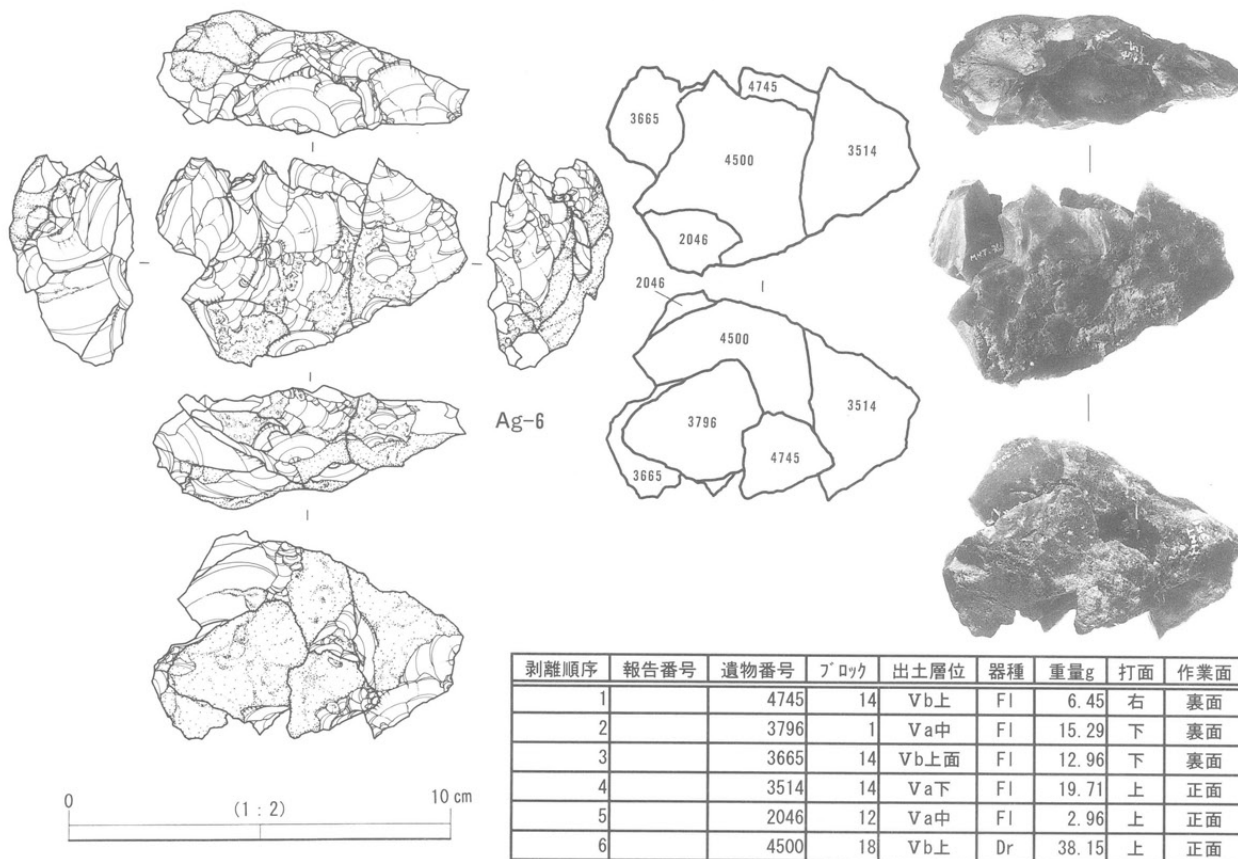 4745
3665
4500
3514
2046
2046
4500
3796
3514
4745
3665
Ag-6
0 (1:2) 10 cm
剥離順序 報告番号 遺物番号 ブロック 出土層位 器種 重量g 打面 作業面
1 4745 14 Ⅴb上 Fl 6.45 右 裏面
2 3796 1 Ⅴa中 Fl 15.29 下 裏面
3 3665 14 Ⅴb上面 Fl 12.96 下 裏面
4 3514 14 Ⅴa下 Fl 19.71 上 正面
5 2046 12 Ⅴa中 Fl 2.96 上 正面
6 4500 18 Ⅴb上 Dr 38.15 上 正面